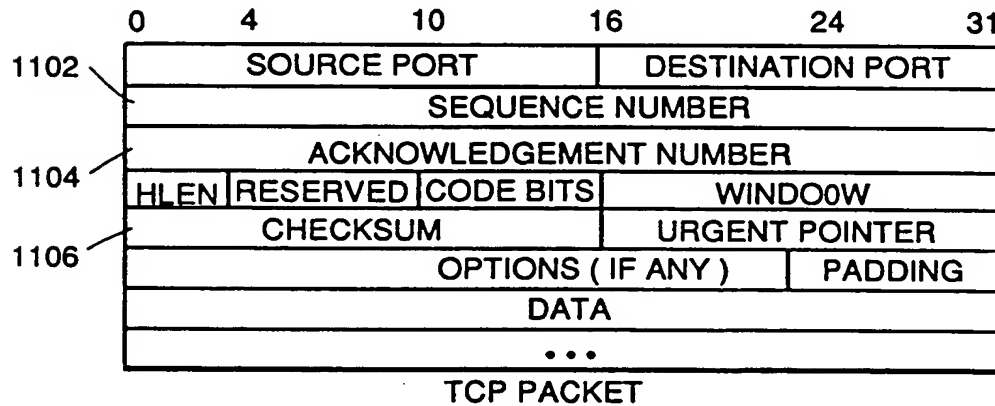 0 4 10 16 24 31
1102 SOURCE PORT DESTINATION PORT
SEQUENCE NUMBER
1104 ACKNOWLEDGEMENT NUMBER
HLEN RESERVED CODE BITS WINDO0W
1106 CHECKSUM URGENT POINTER
OPTIONS ( IF ANY ) PADDING
DATA
•••
TCP PACKET